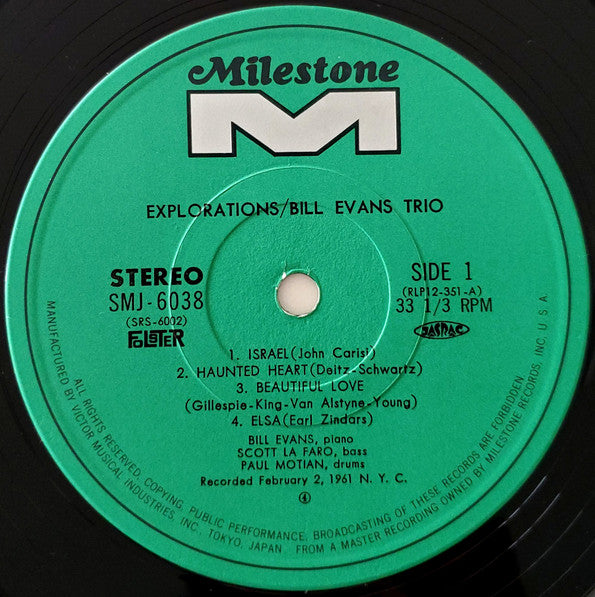 Milestone
M
EXPLORATIONS/BILL EVANS TRIO
STEREO
SMJ-6038
(SRS-6002)
SIDE 1
(RLP12-351-A)
33 1/3 RPM
JASRAC
1. ISRAEL(John Carisi)
2. HAUNTED HEART(Deitz-Schwartz)
3. BEAUTIFUL LOVE
(Gillespie-King-Van Alstyne-Young)
4. ELSA(Earl Zindars)
BILL EVANS, piano
SCOTT LA FARO, bass
PAUL MOTIAN, drums
Recorded February 2, 1961 N. Y. C.
4
ALL RIGHTS RESERVED. COPYING, PUBLIC PERFORMANCE, BROADCASTING OF THESE RECORDS ARE FORBIDDEN.
MANUFACTURED BY VICTOR MUSICAL INDUSTRIES, INC., TOKYO, JAPAN FROM A MASTER RECORDING OWNED BY MILESTONE RECORDS, INC. U.S.A.